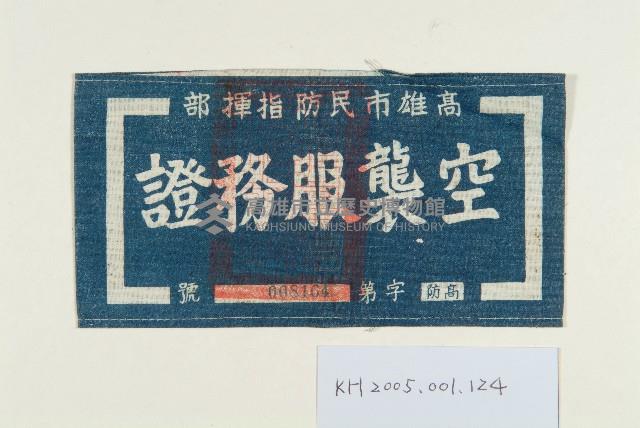 高雄市民防指揮部
空襲服務證
高防字第008164號
高雄市立歷史博物館
KAOHSIUNG MUSEUM OF HISTORY
KH2005.001.124